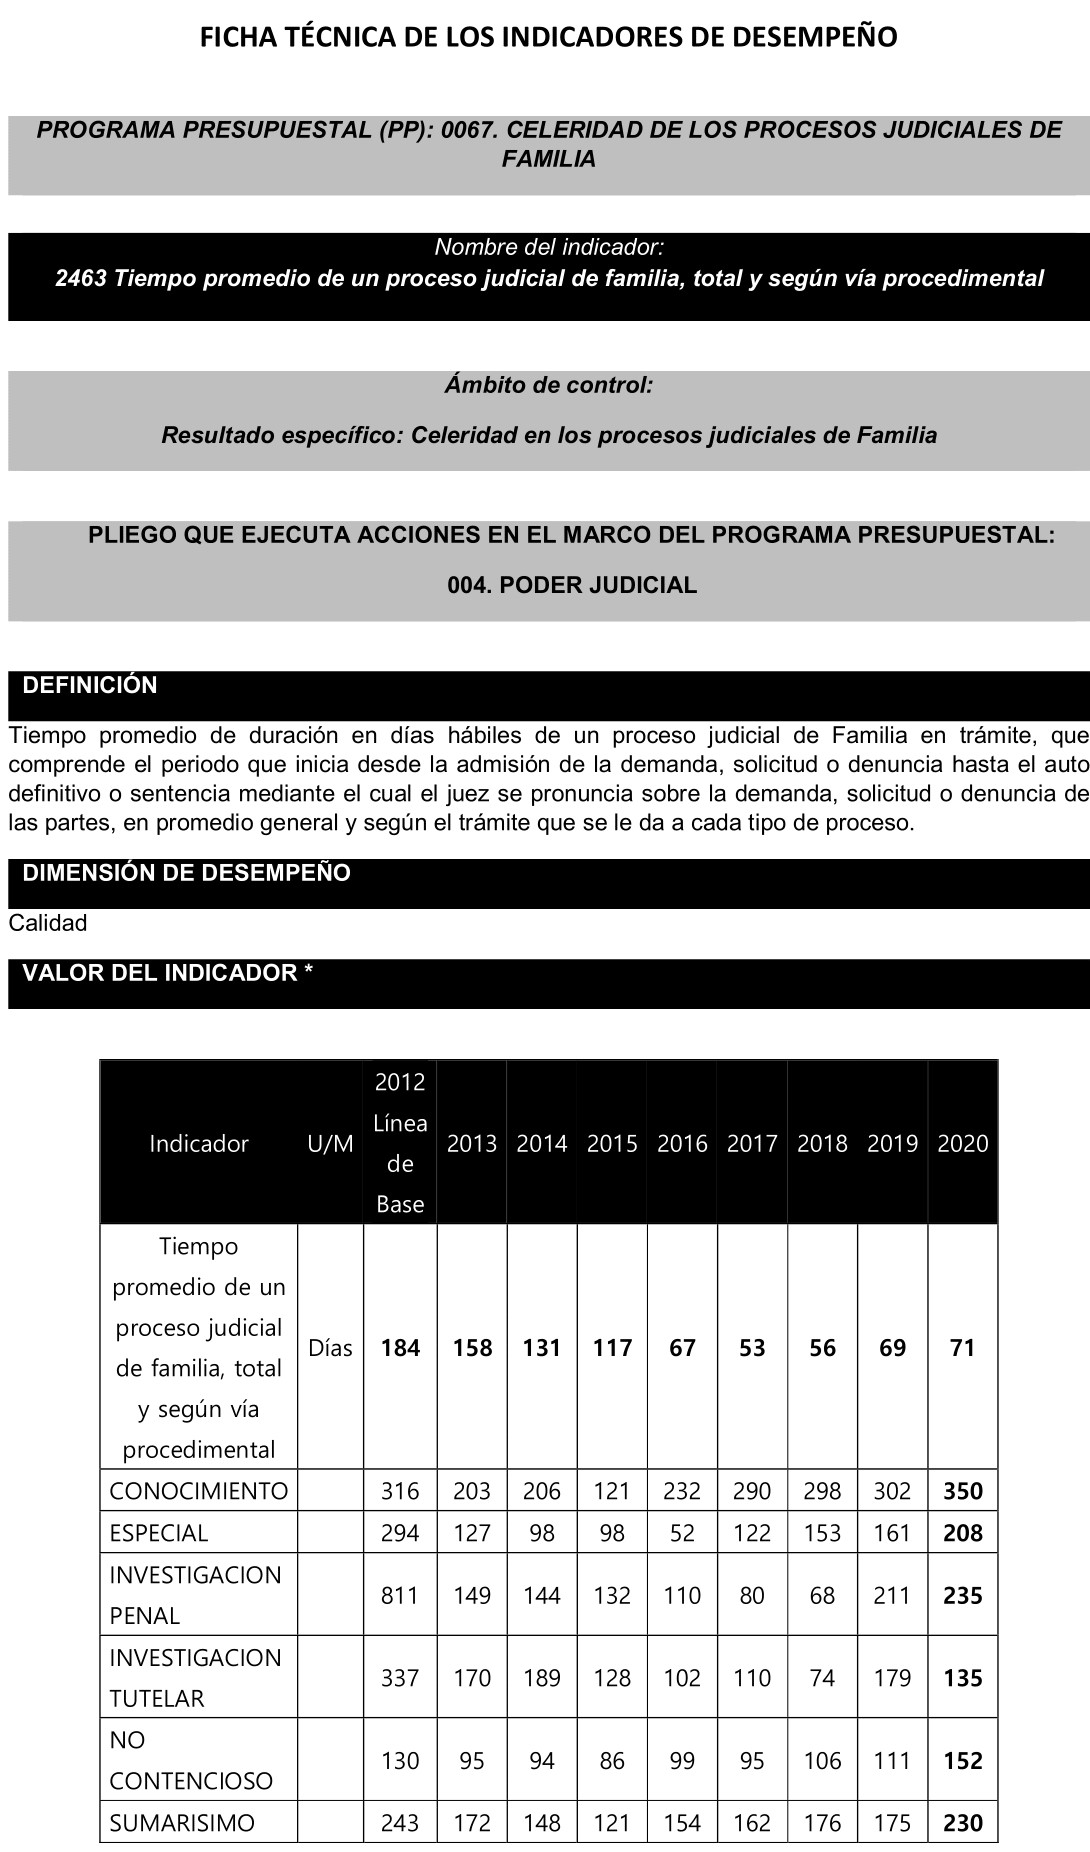 FICHA TÉCNICA DE LOS INDICADORES DE DESEMPEÑO
PROGRAMA PRESUPUESTAL (PP): 0067. CELERIDAD DE LOS PROCESOS JUDICIALES DE
FAMILIA
Nombre del indicador:
2463 Tiempo promedio de un proceso judicial de familia, total y según vía procedimental
Ámbito de control:
Resultado específico: Celeridad en los procesos judiciales de Familia
PLIEGO QUE EJECUTA ACCIONES EN EL MARCO DEL PROGRAMA PRESUPUESTAL:
004. PODER JUDICIAL
DEFINICIÓN
Tiempo promedio de duración en días hábiles de un proceso judicial de Familia en trámite, que
comprende el periodo que inicia desde la admisión de la demanda, solicitud o denuncia hasta el auto
definitivo o sentencia mediante el cual el juez se pronuncia sobre la demanda, solicitud o denuncia de
las partes, en promedio general y según el trámite que se le da a cada tipo de proceso.
DIMENSIÓN DE DESEMPEÑO
Calidad
VALOR DEL INDICADOR *
Indicador U/M 2012 Línea de Base 2013 2014 2015 2016 2017 2018 2019 2020
Tiempo
promedio de un
proceso judicial
de familia, total
y según vía
procedimental
Días 184 158 131 117 67 53 56 69 71
CONOCIMIENTO 316 203 206 121 232 290 298 302 350
ESPECIAL 294 127 98 98 52 122 153 161 208
INVESTIGACION
PENAL
811 149 144 132 110 80 68 211 235
INVESTIGACION
TUTELAR
337 170 189 128 102 110 74 179 135
NO
CONTENCIOSO
130 95 94 86 99 95 106 111 152
SUMARISIMO 243 172 148 121 154 162 176 175 230